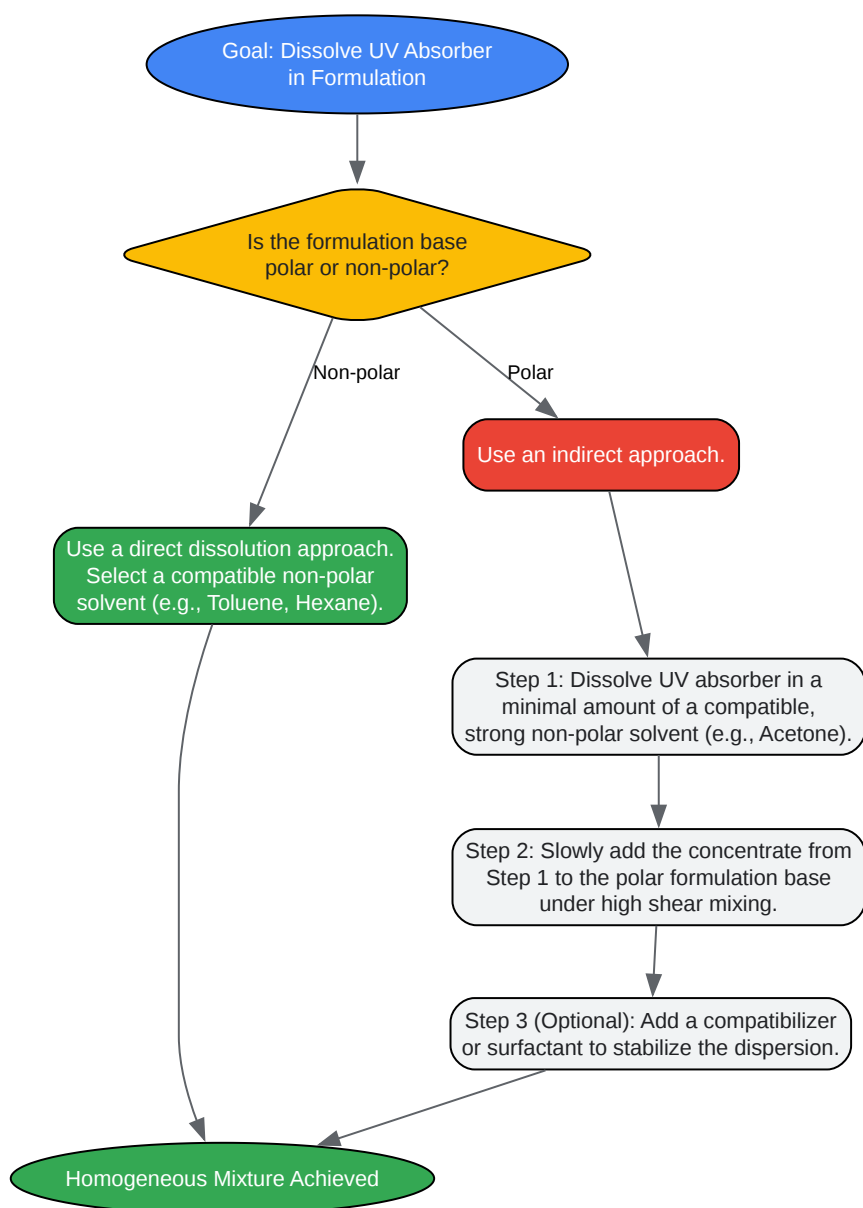 Goal: Dissolve UV Absorber
in Formulation
Is the formulation base
polar or non-polar?
Non-polar
Polar
Use an indirect approach.
Use a direct dissolution approach.
Select a compatible non-polar
solvent (e.g., Toluene, Hexane).
Step 1: Dissolve UV absorber in a
minimal amount of a compatible,
strong non-polar solvent (e.g., Acetone).
Step 2: Slowly add the concentrate from
Step 1 to the polar formulation base
under high shear mixing.
Step 3 (Optional): Add a compatibilizer
or surfactant to stabilize the dispersion.
Homogeneous Mixture Achieved